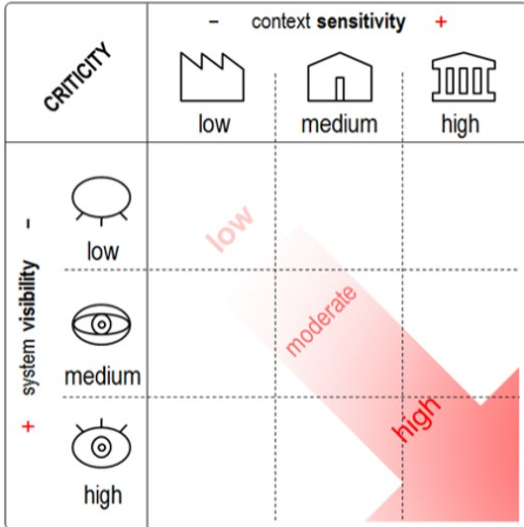 CRITICITY
- context sensitivity +
low
medium
high
- system visibility +
low
medium
high
low
moderate
high